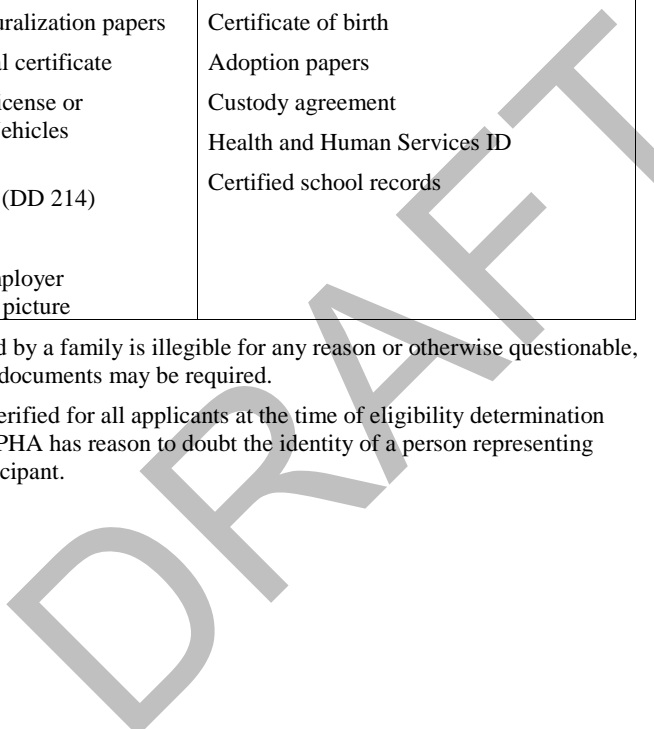 uralization papers
Certificate of birth
al certificate
Adoption papers
icense or
ehicles
Custody agreement
Health and Human Services ID
(DD 214)
Certified school records
ployer
picture
d by a family is illegible for any reason or otherwise questionable,
documents may be required.
erified for all applicants at the time of eligibility determination
PHA has reason to doubt the identity of a person representing
cipant.
DRAFT